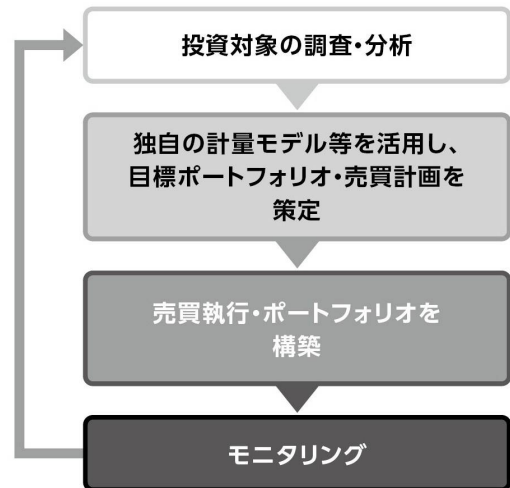 投資対象の調査・分析
独自の計量モデル等を活用し、
目標ポートフォリオ・売買計画を
策定
売買執行・ポートフォリオを
構築
モニタリング